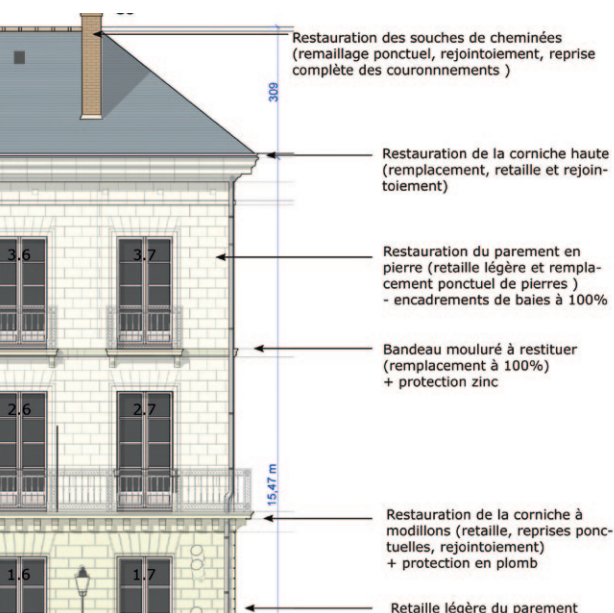 Restauration des souches de cheminées
(remaillage ponctuel, rejointoiement, reprise
complète des couronnnements )
309
Restauration de la corniche haute
(remplacement, retaille et rejoin-
toiement)
3.6
3.7
Restauration du parement en
pierre (retaille légère et rempla-
cement ponctuel de pierres )
- encadrements de baies à 100%
Bandeau mouluré à restituer
(remplacement à 100%)
+ protection zinc
2.6
2.7
15,47 m
Restauration de la corniche à
modillons (retaille, reprises ponc-
tuelles, rejointoiement)
+ protection en plomb
1.6
1.7
Retaille légère du parement